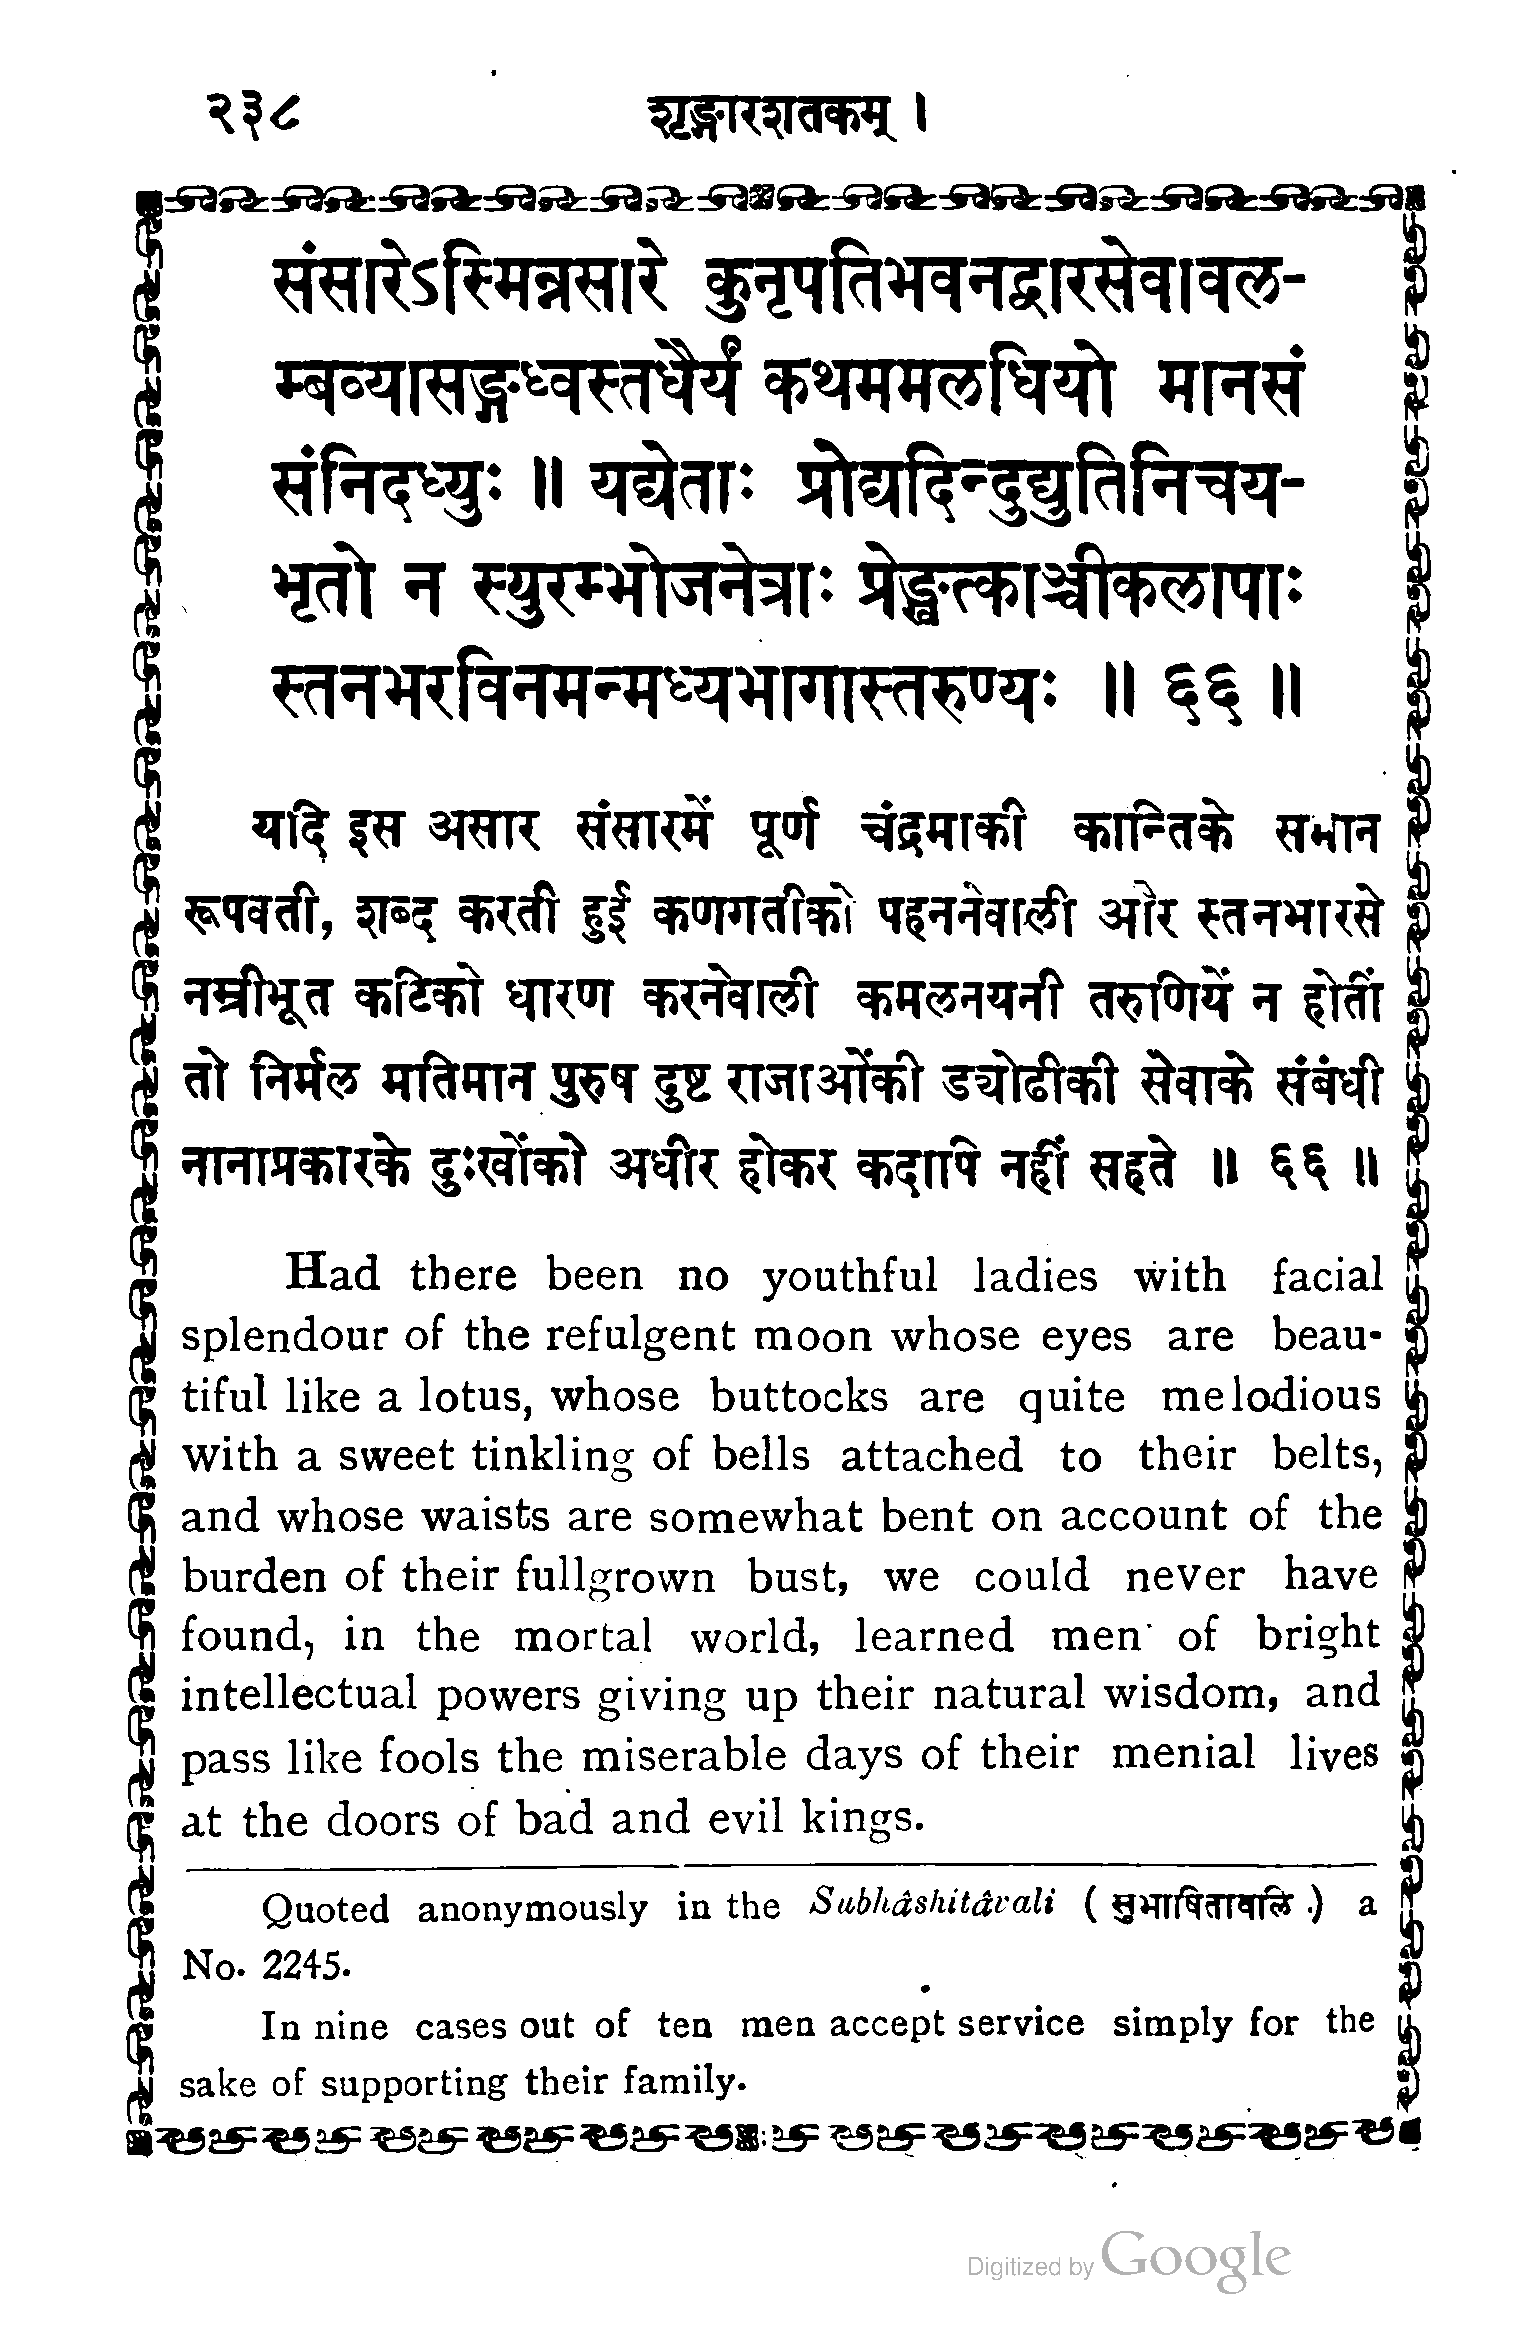 २३८ शृङ्गारशतकम् ।
संसारेऽस्मिन्नसारे कुनृपतिभवनद्वारसेवावल-
म्बव्यासङ्गध्वस्तधैर्यं कथममलधियो मानसं
संनिदध्युः ॥ यद्येताः प्रोद्यदिन्दुद्युतिनिचय-
भृतो न स्युरम्भोजनेत्राः प्रेङ्खत्काञ्चीकलापाः
स्तनभरविनमन्मध्यभागास्तरुण्यः ॥ ६६ ॥
यदि इस असार संसारमें पूर्ण चंद्रमाकी कान्तिके समान
रूपवती, शब्द करती हुई कणगतीको पहननेवाली और स्तनभारसे
नम्रीभूत कटिको धारण करनेवाली कमलनयनी तरुणियें न होतीं
तो निर्मल मतिमान पुरुष दुष्ट राजाओंकी ड्योढीकी सेवाके संबंधी
नानाप्रकारके दुःखोंको अधीर होकर कदापि नहीं सहते ॥ ६६ ॥
Had there been no youthful ladies with facial
splendour of the refulgent moon whose eyes are beau-
tiful like a lotus, whose buttocks are quite melodious
with a sweet tinkling of bells attached to their belts,
and whose waists are somewhat bent on account of the
burden of their fullgrown bust, we could never have
found, in the mortal world, learned men of bright
intellectual powers giving up their natural wisdom, and
pass like fools the miserable days of their menial lives
at the doors of bad and evil kings.
Quoted anonymously in the Subhâshitâvali ( सुभाषितावलि .) a
No. 2245.
In nine cases out of ten men accept service simply for the
sake of supporting their family.
Digitized by Google